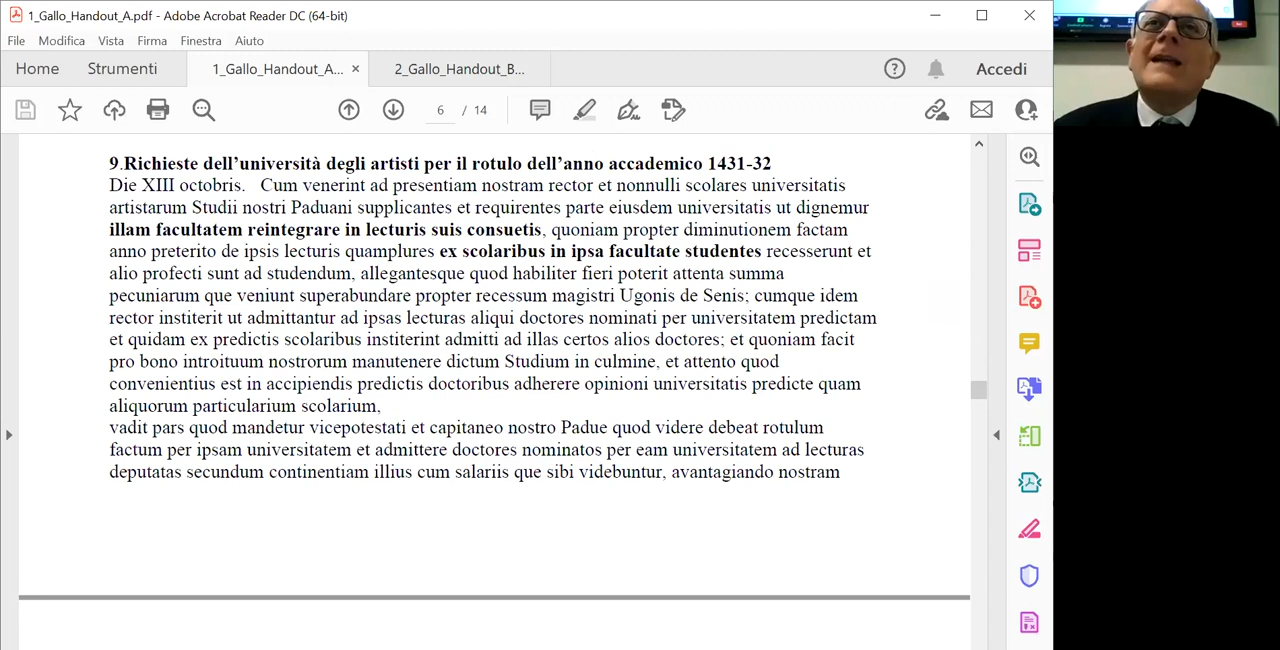 1_Gallo_Handout_A.pdf - Adobe Acrobat Reader DC (64-bit)
File Modifica Vista Firma Finestra Aiuto
Home Strumenti 1_Gallo_Handout_A... × 2_Gallo_Handout_B... Accedi
6 / 14
9.Richieste dell'università degli artisti per il rotulo dell'anno accademico 1431-32
Die XIII octobris. Cum venerint ad presentiam nostram rector et nonnulli scolares universitatis
artistarum Studii nostri Paduani supplicantes et requirentes parte eiusdem universitatis ut dignemur
illam facultatem reintegrare in lecturis suis consuetis, quoniam propter diminutionem factam
anno preterito de ipsis lecturis quamplures ex scolaribus in ipsa facultate studentes recesserunt et
alio profecti sunt ad studendum, allegantesque quod habiliter fieri poterit attenta summa
pecuniarum que veniunt superabundare propter recessum magistri Ugonis de Senis; cumque idem
rector institerit ut admittantur ad ipsas lecturas aliqui doctores nominati per universitatem predictam
et quidam ex predictis scolaribus institerint admitti ad illas certos alios doctores; et quoniam facit
pro bono introituum nostrorum manutenere dictum Studium in culmine, et attento quod
convenientius est in accipiendis predictis doctoribus adherere opinioni universitatis predicte quam
aliquorum particularium scolarium,
vadit pars quod mandetur vicepotestati et capitaneo nostro Padue quod videre debeat rotulum
factum per ipsam universitatem et admittere doctores nominatos per eam universitatem ad lecturas
deputatas secundum continentiam illius cum salariis que sibi videbuntur, avantagiando nostram